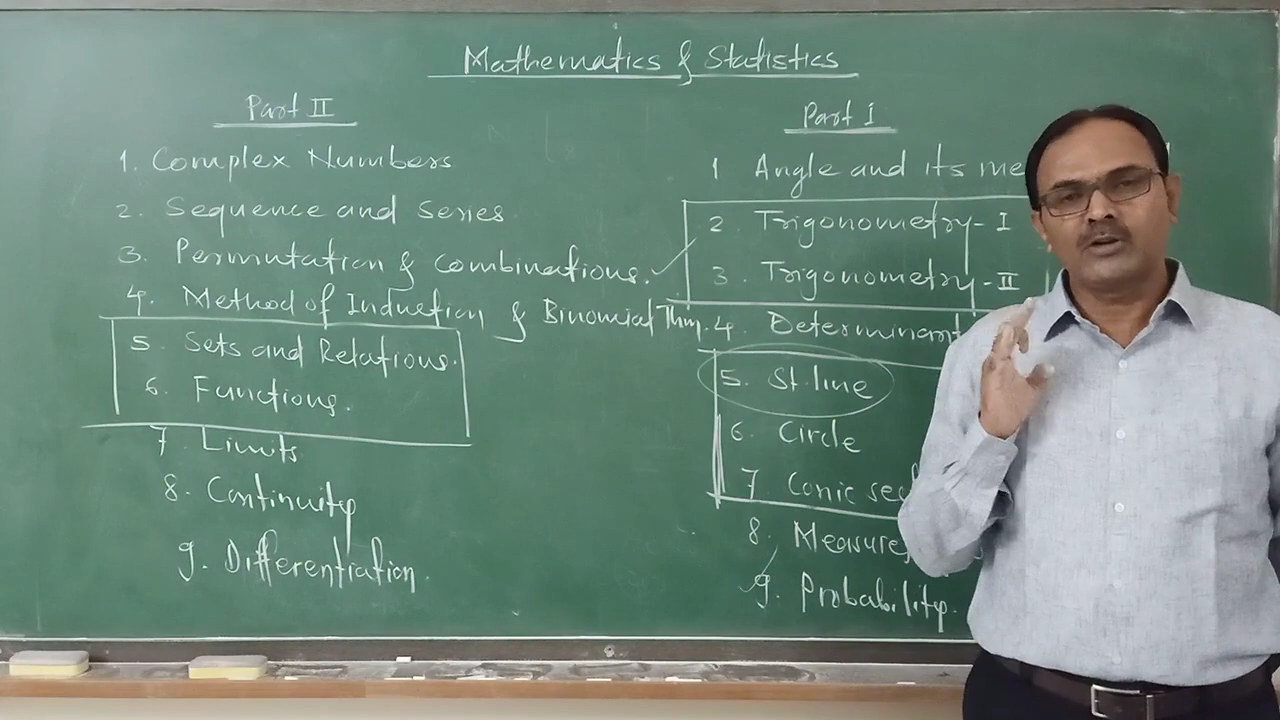 Mathematics & Statistics
Part II
1. Complex Numbers
2. Sequence and Series
3. Permutation & Combinations.
4. Method of Induction & Binomial Thm.
5. Sets and Relations.
6. Functions.
7. Limits
8. Continuity
9. Differentiation.
Part I
1 Angle and its me
2. Trigonometry-I
3. Trigonometry-II
4. Determinant
5. St.line
6. Circle
7 Conic sec
8. Measures
9. Probability.